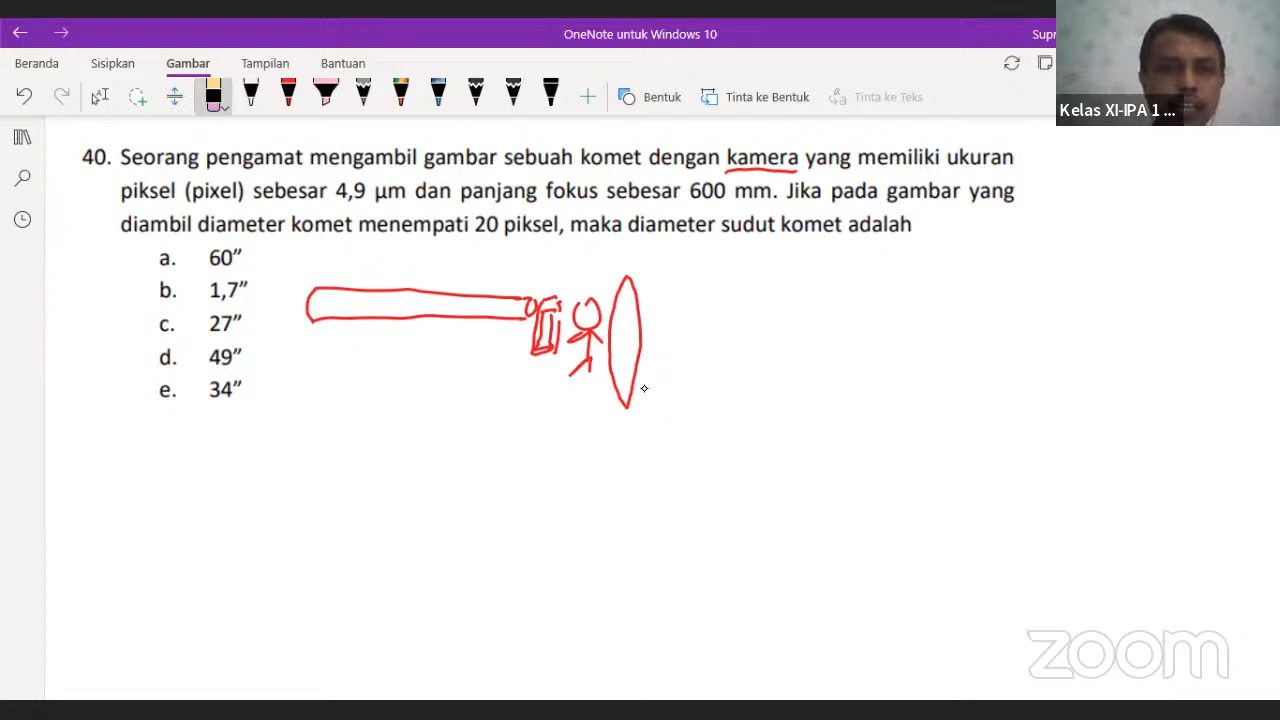 OneNote untuk Windows 10
Supr
Beranda
Sisipkan
Gambar
Tampilan
Bantuan
Bentuk
Tinta ke Bentuk
Tinta ke Teks
Kelas XI-IPA 1 ...
40. Seorang pengamat mengambil gambar sebuah komet dengan kamera yang memiliki ukuran
piksel (pixel) sebesar 4,9 μm dan panjang fokus sebesar 600 mm. Jika pada gambar yang
diambil diameter komet menempati 20 piksel, maka diameter sudut komet adalah
a. 60”
b. 1,7”
c. 27”
d. 49”
e. 34”
zoom